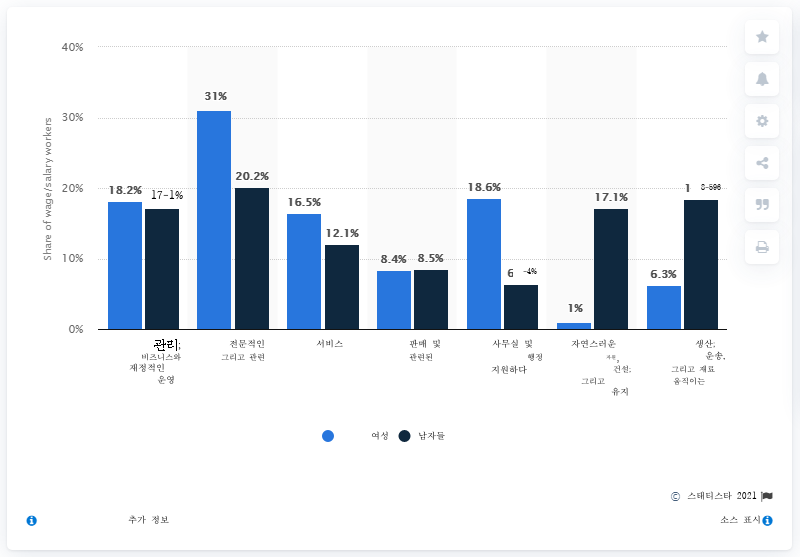 40%
30%
20%
10%
0%
Share of wage/salary workers
18.2%
17-1%
31%
20.2%
16.5%
12.1%
8.4%
8.5%
18.6%
6 -4%
1%
17.1%
6.3%
1
관리;
비즈니스와
재정적인
운영
전문적인
그리고 관련
서비스
판매 및
관련된
사무실 및
행정
지원하다
자연스러운
자원,
건설;
그리고
유지
생산;
운송,
그리고 재료
움직이는
여성
남자들
© 스태티스타 2021
추가 정보
소스 표시